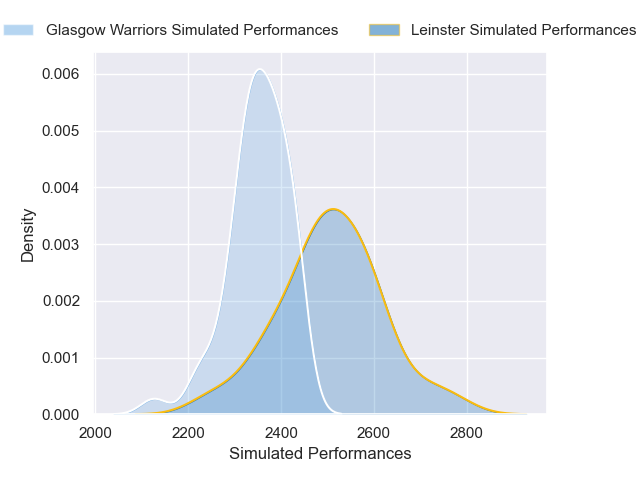 Glasgow Warriors Simulated Performances
Leinster Simulated Performances
0.006
0.005
0.004
0.003
0.002
0.001
0.000
Density
2000 2200 2400 2600 2800
Simulated Performances